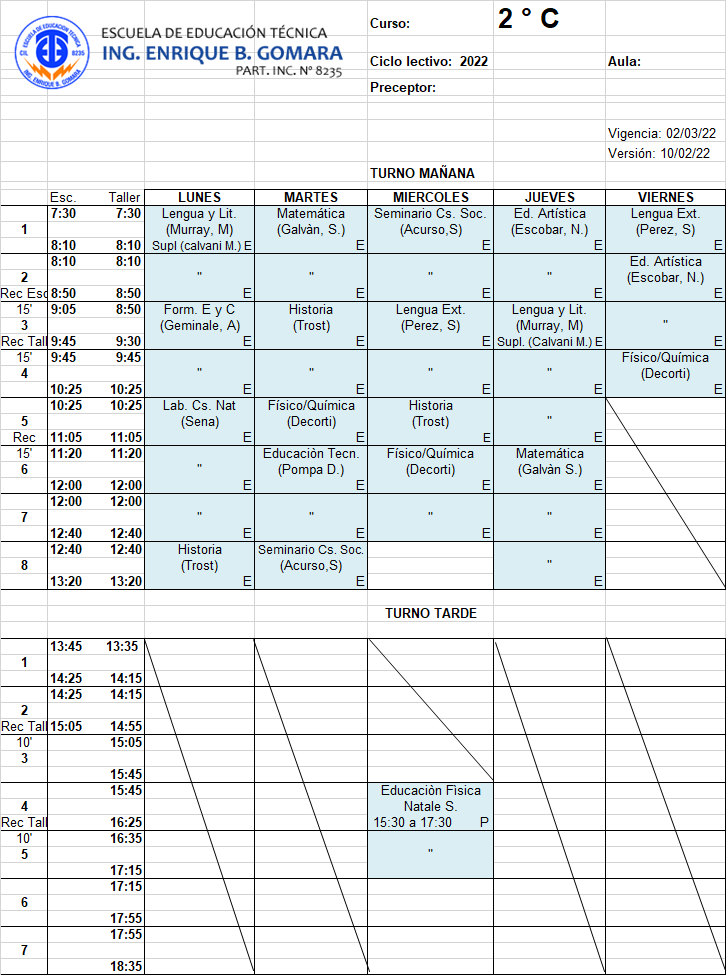 ESCUELA DE EDUCACIÓN TÉCNICA
ING. ENRIQUE B. GOMARA
PART. INC. Nº 8235
ESCUELA DE EDUCACIÓN TÉCNICA
8235
ING. ENRIQUE B. GOMARA
Curso: 2 ° C
Ciclo lectivo: 2022 Aula:
Preceptor:
Vigencia: 02/03/22
Versión: 10/02/22
TURNO MAÑANA
Esc. Taller LUNES MARTES MIERCOLES JUEVES VIERNES
7:30 7:30 Lengua y Lit. Matemática Seminario Cs. Soc. Ed. Artística Lengua Ext.
1 (Murray, M) (Galvàn, S.) (Acurso,S) (Escobar, N.) (Perez, S)
8:10 8:10 Supl (calvani M.) E E E E E
8:10 8:10 Ed. Artística
2 " " " " (Escobar, N.)
Rec Esc 8:50 8:50 E E E E E
15' 9:05 8:50 Form. E y C Historia Lengua Ext. Lengua y Lit.
3 (Geminale, A) (Trost) (Perez, S) (Murray, M) "
Rec Tall 9:45 9:30 E E E Supl. (Calvani M.) E E
15' 9:45 9:45 Físico/Química
4 " " " " (Decorti)
10:25 10:25 E E E E E
10:25 10:25 Lab. Cs. Nat Físico/Química Historia
5 (Sena) (Decorti) (Trost) "
Rec 11:05 11:05 E E E E
15' 11:20 11:20 Educaciòn Tecn. Físico/Química Matemática
6 " (Pompa D.) (Decorti) (Galvàn S.)
12:00 12:00 E E E E
12:00 12:00
7 " " " "
12:40 12:40 E E E E
12:40 12:40 Historia Seminario Cs. Soc.
8 (Trost) (Acurso,S) "
13:20 13:20 E E E
TURNO TARDE
13:45 13:35
1
14:25 14:15
14:25 14:15
2
Rec Tall 15:05 14:55
10' 15:05
3
15:45
15:45 Educaciòn Fìsica
4 Natale S.
Rec Tall 16:25 15:30 a 17:30 P
10' 16:35
5 "
17:15
17:15
6
17:55
17:55
7
18:35